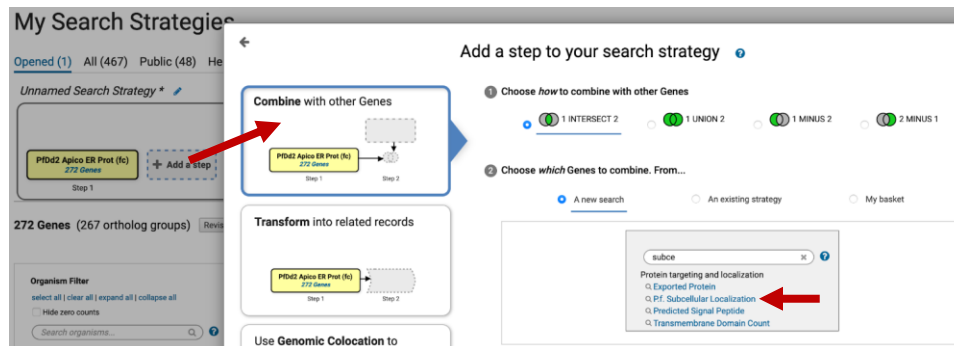 My Search Strategies
Opened (1) All (467) Public (48) He
Unnamed Search Strategy *
PfDd2 Apico ER Prot (fc)
272 Genes
+ Add a step
Step 1
272 Genes (267 ortholog groups) Revis
Organism Filter
select all | clear all | expand all | collapse all
Hide zero counts
Search organisms...
?
Add a step to your search strategy ?
Combine with other Genes
PfDd2 Apico ER Prot (fc)
272 Genes
Step 1 Step 2
Transform into related records
PfDd2 Apico ER Prot (fc)
272 Genes
Step 1 Step 2
Use Genomic Colocation to
1 Choose how to combine with other Genes
1 INTERSECT 2 1 UNION 2 1 MINUS 2 2 MINUS 1
2 Choose which Genes to combine. From...
A new search An existing strategy My basket
subce × ?
Protein targeting and localization
Exported Protein
P.f. Subcellular Localization
Predicted Signal Peptide
Transmembrane Domain Count